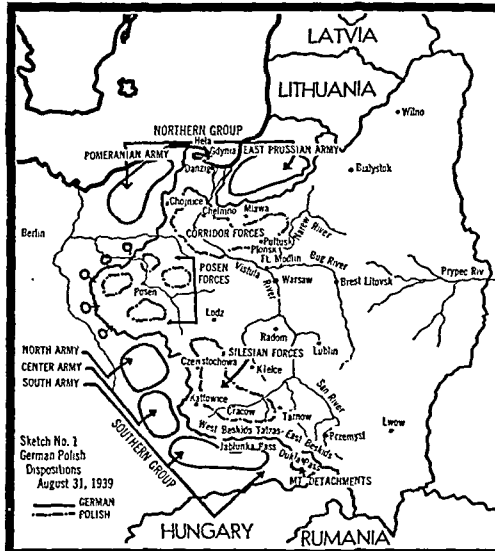 LATVIA
LITHUANIA
Wilno
NORTHERN GROUP
Hela
Gdynia
POMERANIAN ARMY
EAST PRUSSIAN ARMY
Danzig
Bialystok
Chojnice
Chelmno
Mlawa
CORRIDOR FORCES
Narew River
Pultusk
Plonsk
Berlin
Ft. Modlin
Bug River
POSEN FORCES
Posen
Vistula River
Warsaw
Brest Litovsk
Prypec Riv
Lodz
Radom
Lublin
NORTH ARMY
CENTER ARMY
SOUTH ARMY
SILESIAN FORCES
Czenstochowa
Kielce
Kattowice
San River
Cracow
Tarnow
Lwow
West Beskids Tatras-East Beskids
Przemysl
SOUTHERN GROUP
Jablunka Pass
Dukla Pass
MT. DETACHMENTS
Sketch No. 1
German Polish
Dispositions
August 31, 1939
GERMAN
POLISH
HUNGARY
RUMANIA